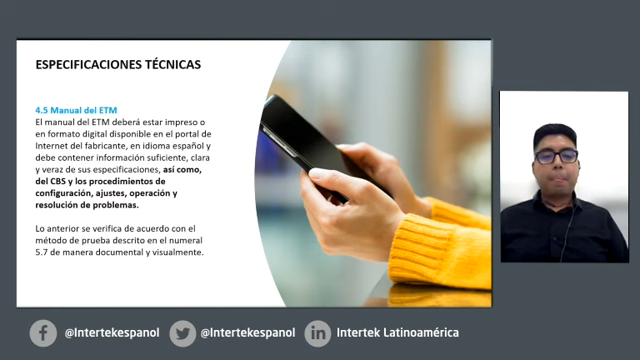 ESPECIFICACIONES TÉCNICAS
4.5 Manual del ETM
El manual del ETM deberá estar impreso o
en formato digital disponible en el portal de
Internet del fabricante, en idioma español y
debe contener información suficiente, clara
y veraz de sus especificaciones, así como,
del CBS y los procedimientos de
configuración, ajustes, operación y
resolución de problemas.
Lo anterior se verifica de acuerdo con el
método de prueba descrito en el numeral
5.7 de manera documental y visualmente.
@Intertekespanol
@Intertekespanol
Intertek Latinoamérica